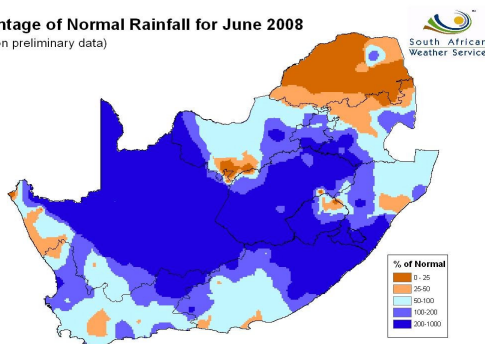 ntage of Normal Rainfall for June 2008
n preliminary data)
South African
Weather Service
% of Normal
0 - 25
25-50
50-100
100-200
200-1000